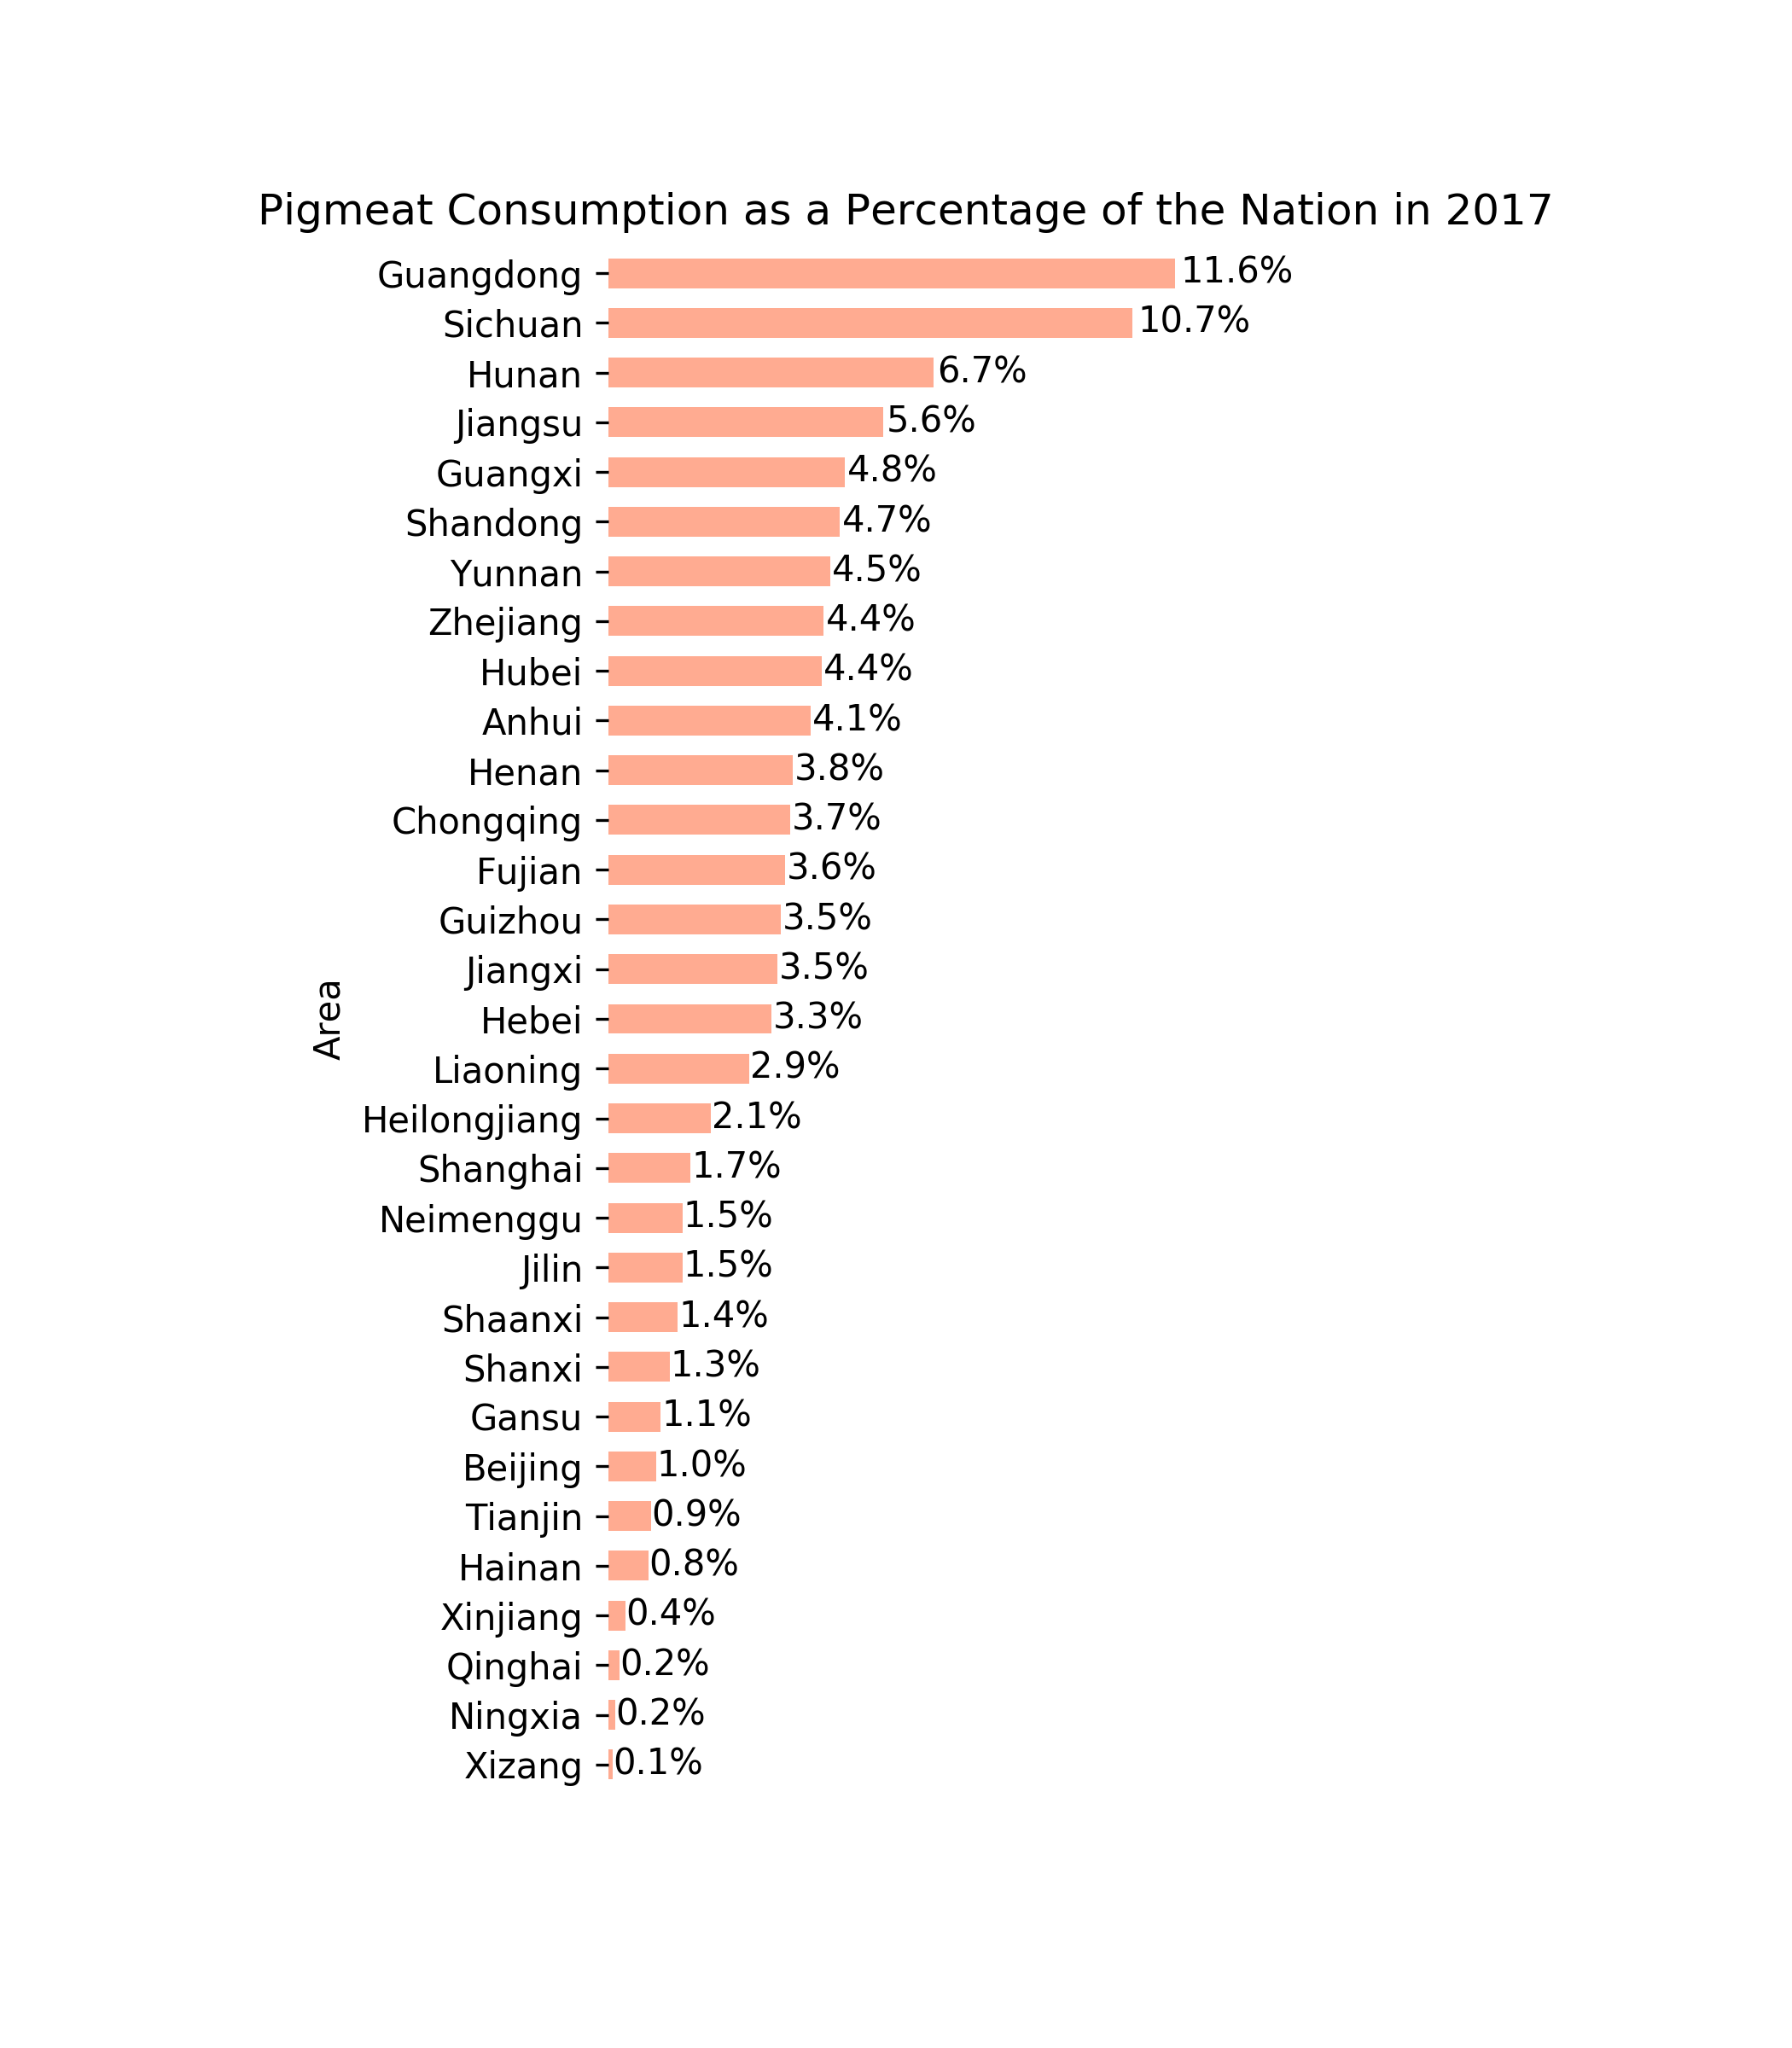 Pigmeat Consumption as a Percentage of the Nation in 2017
Guangdong 11.6%
Sichuan 10.7%
Hunan 6.7%
Jiangsu 5.6%
Guangxi 4.8%
Shandong 4.7%
Yunnan 4.5%
Zhejiang 4.4%
Hubei 4.4%
Anhui 4.1%
Henan 3.8%
Chongqing 3.7%
Fujian 3.6%
Guizhou 3.5%
Jiangxi 3.5%
Area
Hebei 3.3%
Liaoning 2.9%
Heilongjiang 2.1%
Shanghai 1.7%
Neimenggu 1.5%
Jilin 1.5%
Shaanxi 1.4%
Shanxi 1.3%
Gansu 1.1%
Beijing 1.0%
Tianjin 0.9%
Hainan 0.8%
Xinjiang 0.4%
Qinghai 0.2%
Ningxia 0.2%
Xizang 0.1%